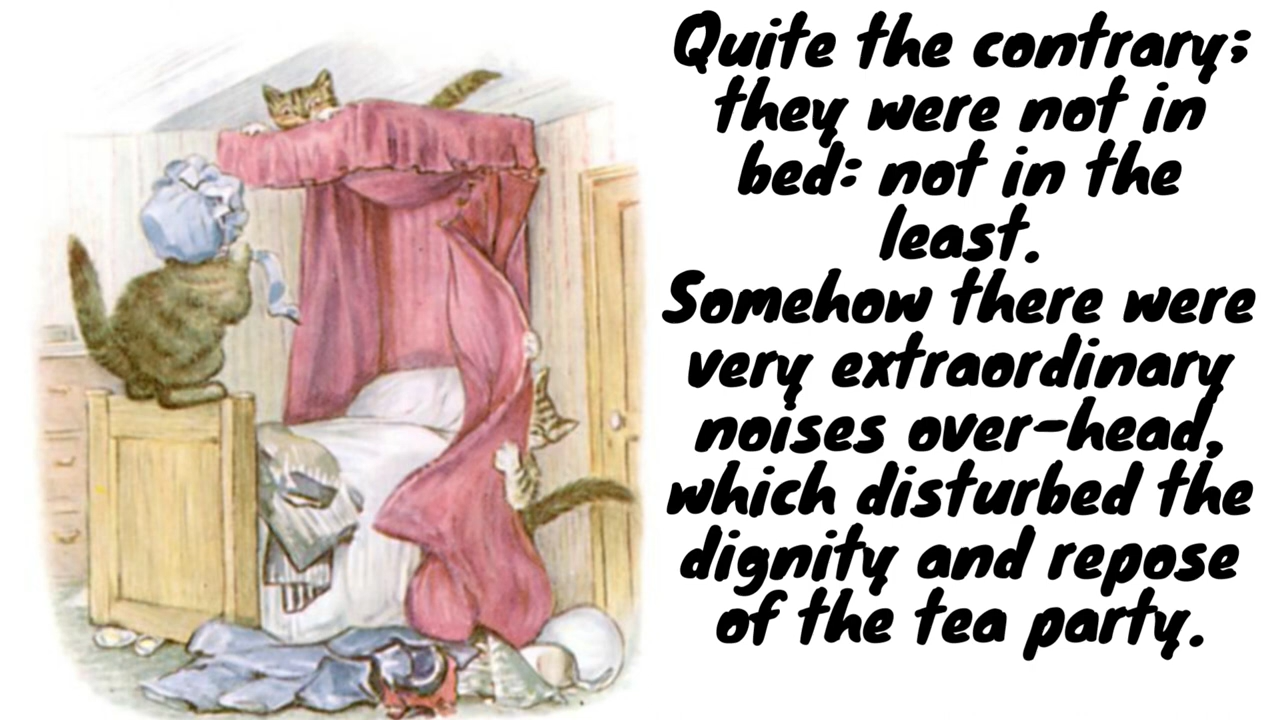 Quite the contrary;
they were not in
bed: not in the
least.
Somehow there were
very extraordinary
noises over-head,
which disturbed the
dignity and repose
of the tea party.